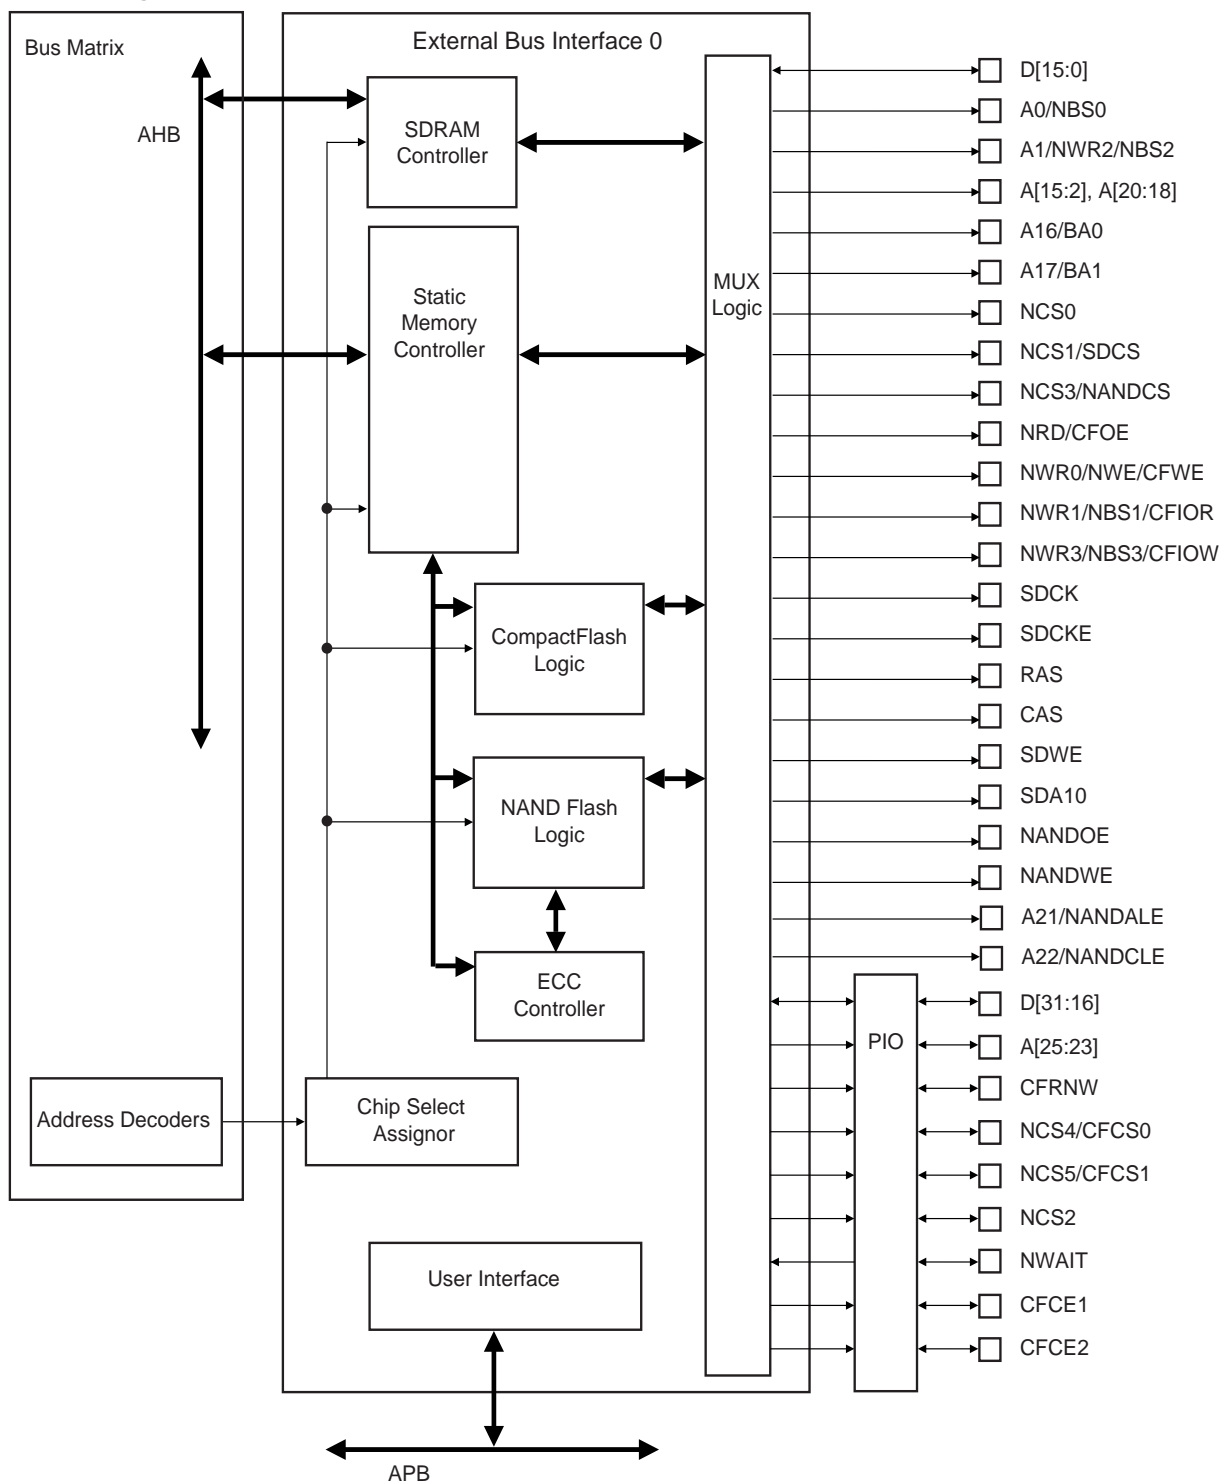 Bus Matrix
External Bus Interface 0
AHB
SDRAM
Controller
Static
Memory
Controller
MUX
Logic
CompactFlash
Logic
NAND Flash
Logic
ECC
Controller
PIO
Address Decoders
Chip Select
Assignor
User Interface
APB
D[15:0]
A0/NBS0
A1/NWR2/NBS2
A[15:2], A[20:18]
A16/BA0
A17/BA1
NCS0
NCS1/SDCS
NCS3/NANDCS
NRD/CFOE
NWR0/NWE/CFWE
NWR1/NBS1/CFIOR
NWR3/NBS3/CFIOW
SDCK
SDCKE
RAS
CAS
SDWE
SDA10
NANDOE
NANDWE
A21/NANDALE
A22/NANDCLE
D[31:16]
A[25:23]
CFRNW
NCS4/CFCS0
NCS5/CFCS1
NCS2
NWAIT
CFCE1
CFCE2